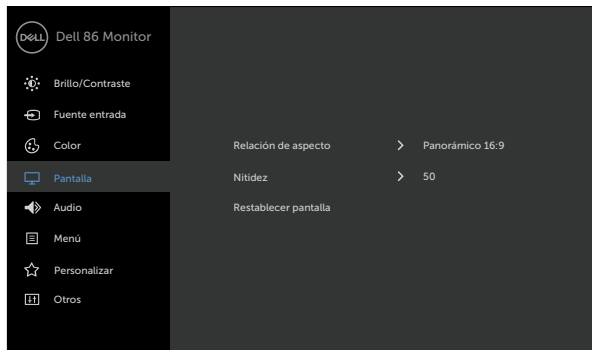 DELL Dell 86 Monitor
Brillo/Contraste
Fuente entrada
Color
Relación de aspecto > Panorámico 16:9
Pantalla
Nitidez > 50
Audio
Restablecer pantalla
Menú
Personalizar
Otros